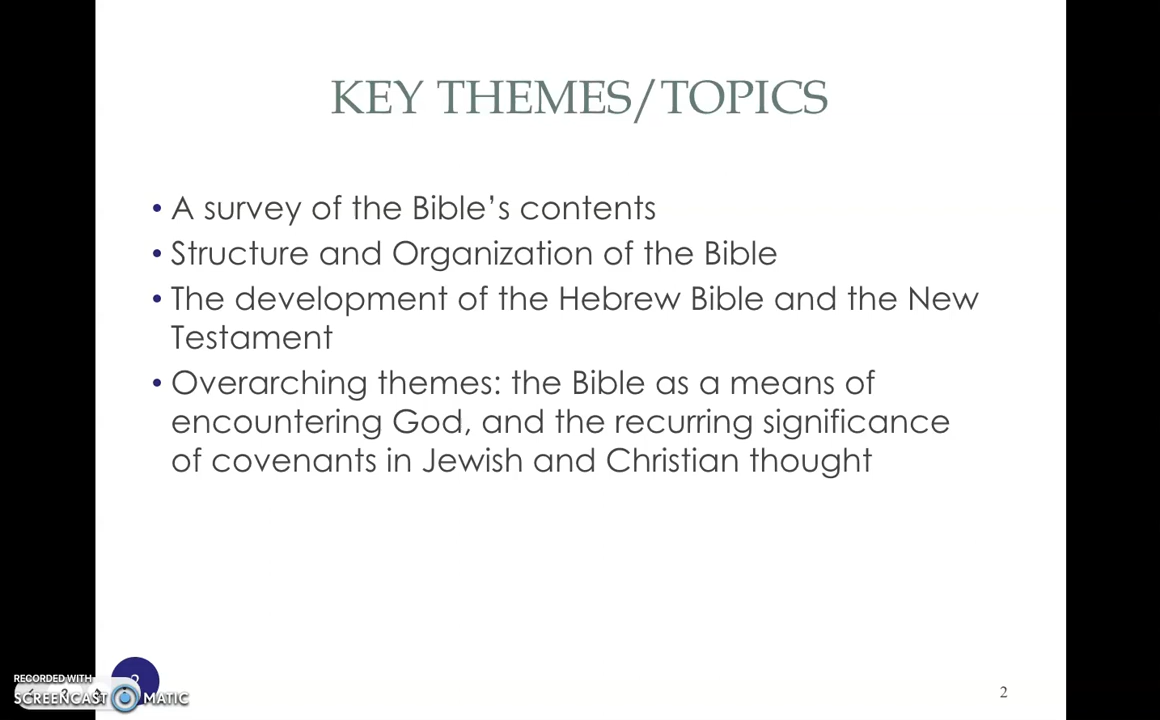 KEY THEMES/TOPICS
• A survey of the Bible’s contents
• Structure and Organization of the Bible
• The development of the Hebrew Bible and the New
Testament
• Overarching themes: the Bible as a means of
encountering God, and the recurring significance
of covenants in Jewish and Christian thought
RECORDED WITH
SCREENCAST MATIC
2